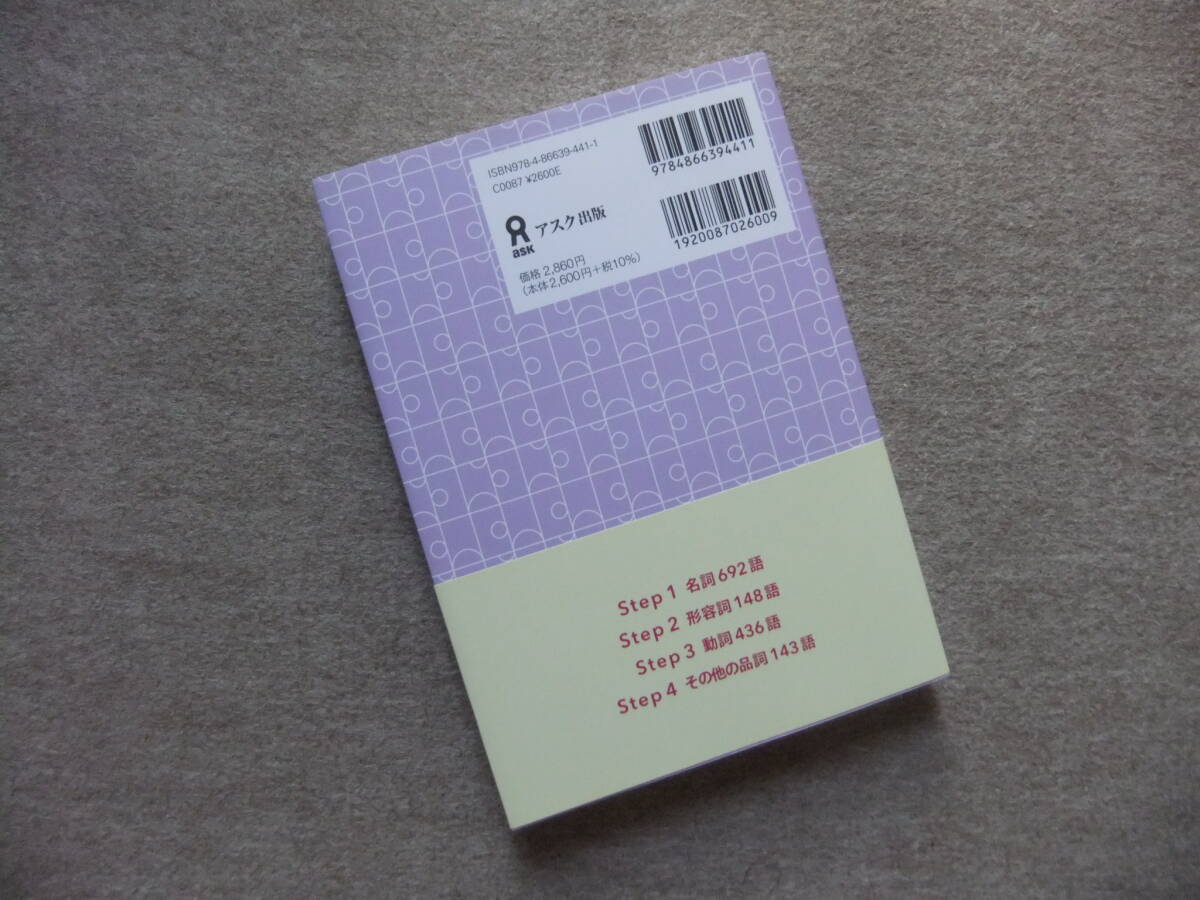 ISBN978-4-86639-441-1
C0087 ¥2600E
ask
アスク出版
価格2,860円
(本体2,600円+税10%)
9784866394411
1920087026009
Step 1 名詞692語
Step 2 形容詞148語
Step 3 動詞436語
Step 4 その他の品詞143語